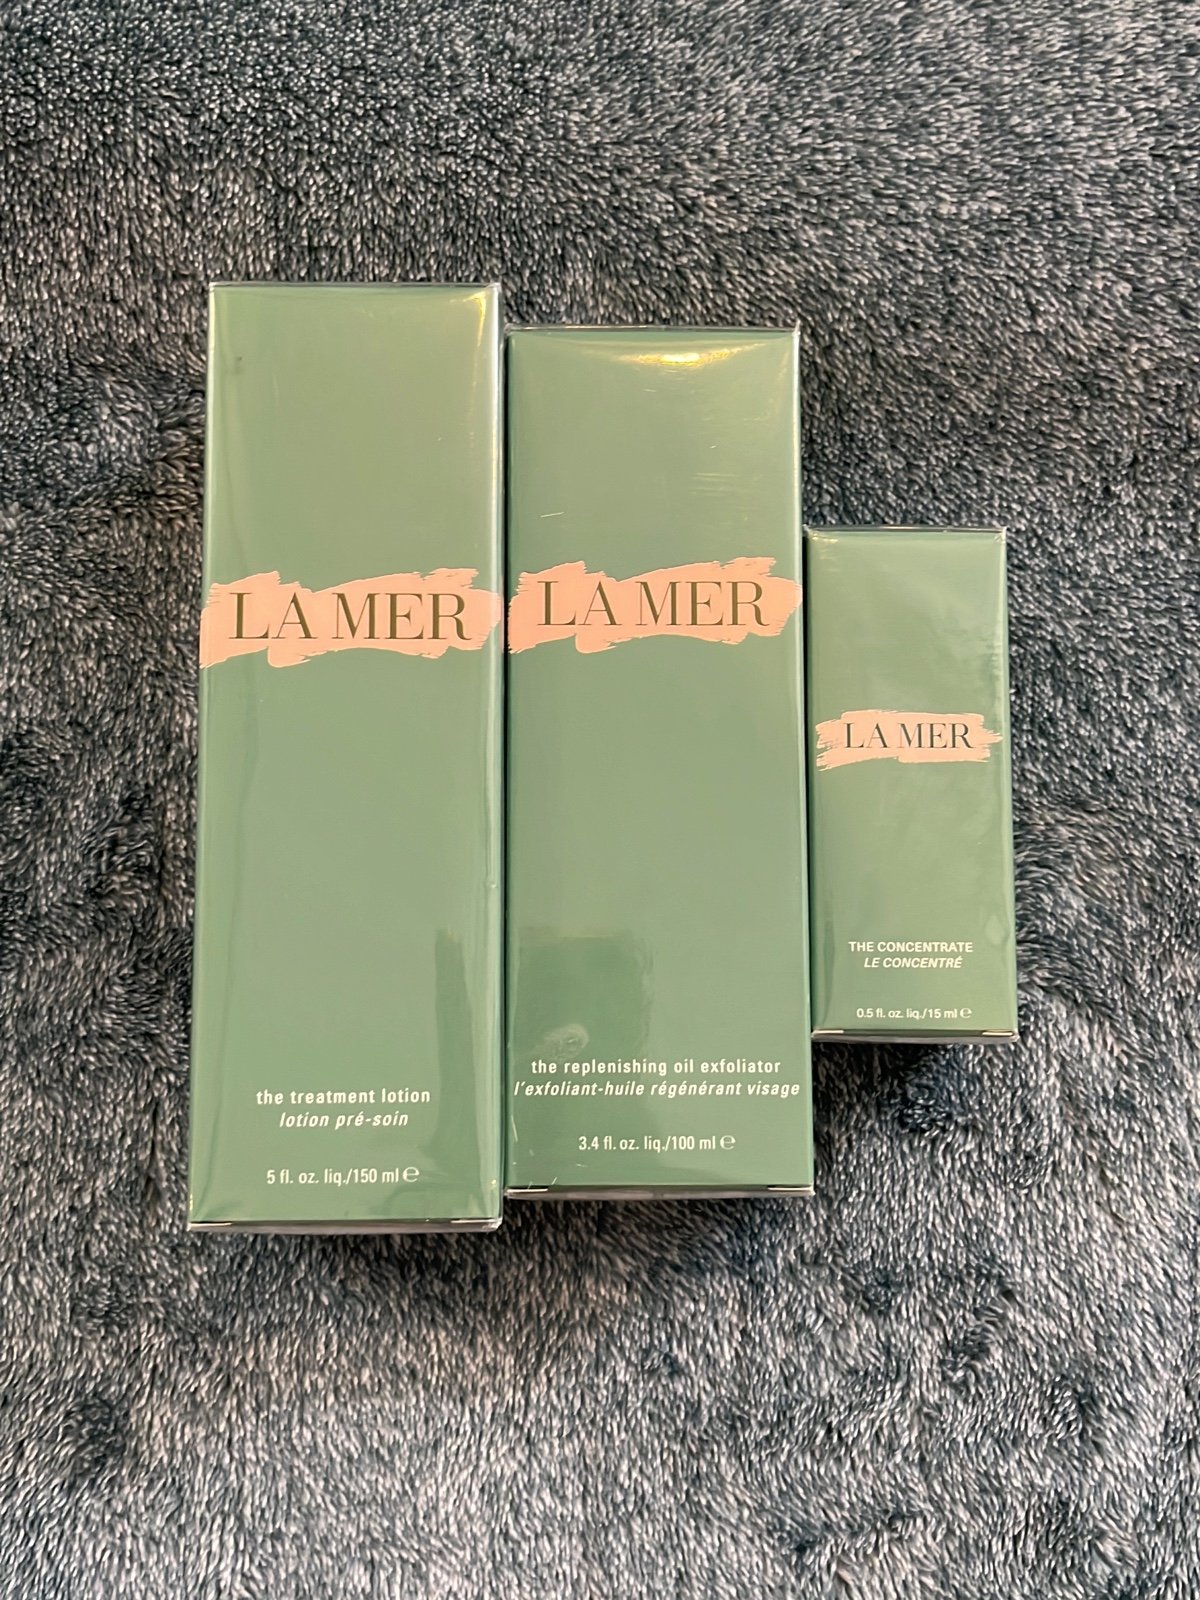 LA MER
the treatment lotion
lotion pré-soin
5 fl. oz. liq./150 ml ℮
LA MER
the replenishing oil exfoliator
l'exfoliant-huile régénérant visage
3.4 fl. oz. liq./100 ml ℮
LA MER
THE CONCENTRATE
LE CONCENTRÉ
0.5 fl. oz. liq./15 ml ℮